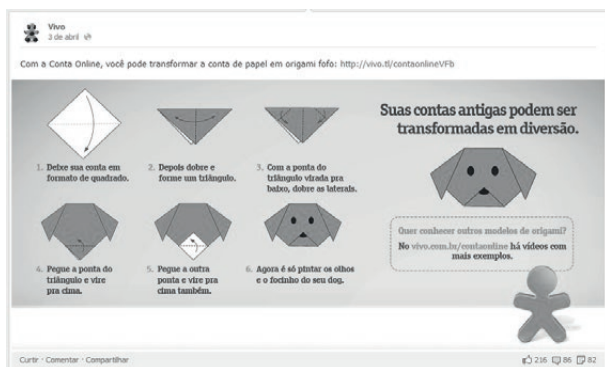 Vivo
3 de abril
Com a Conta Online, você pode transformar a conta de papel em origami fofo: http://vivo.tl/contaonlineVFb
Suas contas antigas podem ser
transformadas em diversão.
1. Deixe sua conta em
formato de quadrado.
2. Depois dobre e
forme um triângulo.
3. Com a ponta do
triângulo virada pra
baixo, dobre as laterais.
4. Pegue a ponta do
triângulo e vire
pra cima.
5. Pegue a outra
ponta e vire pra
cima também.
6. Agora é só pintar os olhos
e o focinho do seu dog.
Quer conhecer outros modelos de origami?
No vivo.com.br/contaonline há vídeos com
mais exemplos.
Curtir · Comentar · Compartilhar
216 86 82